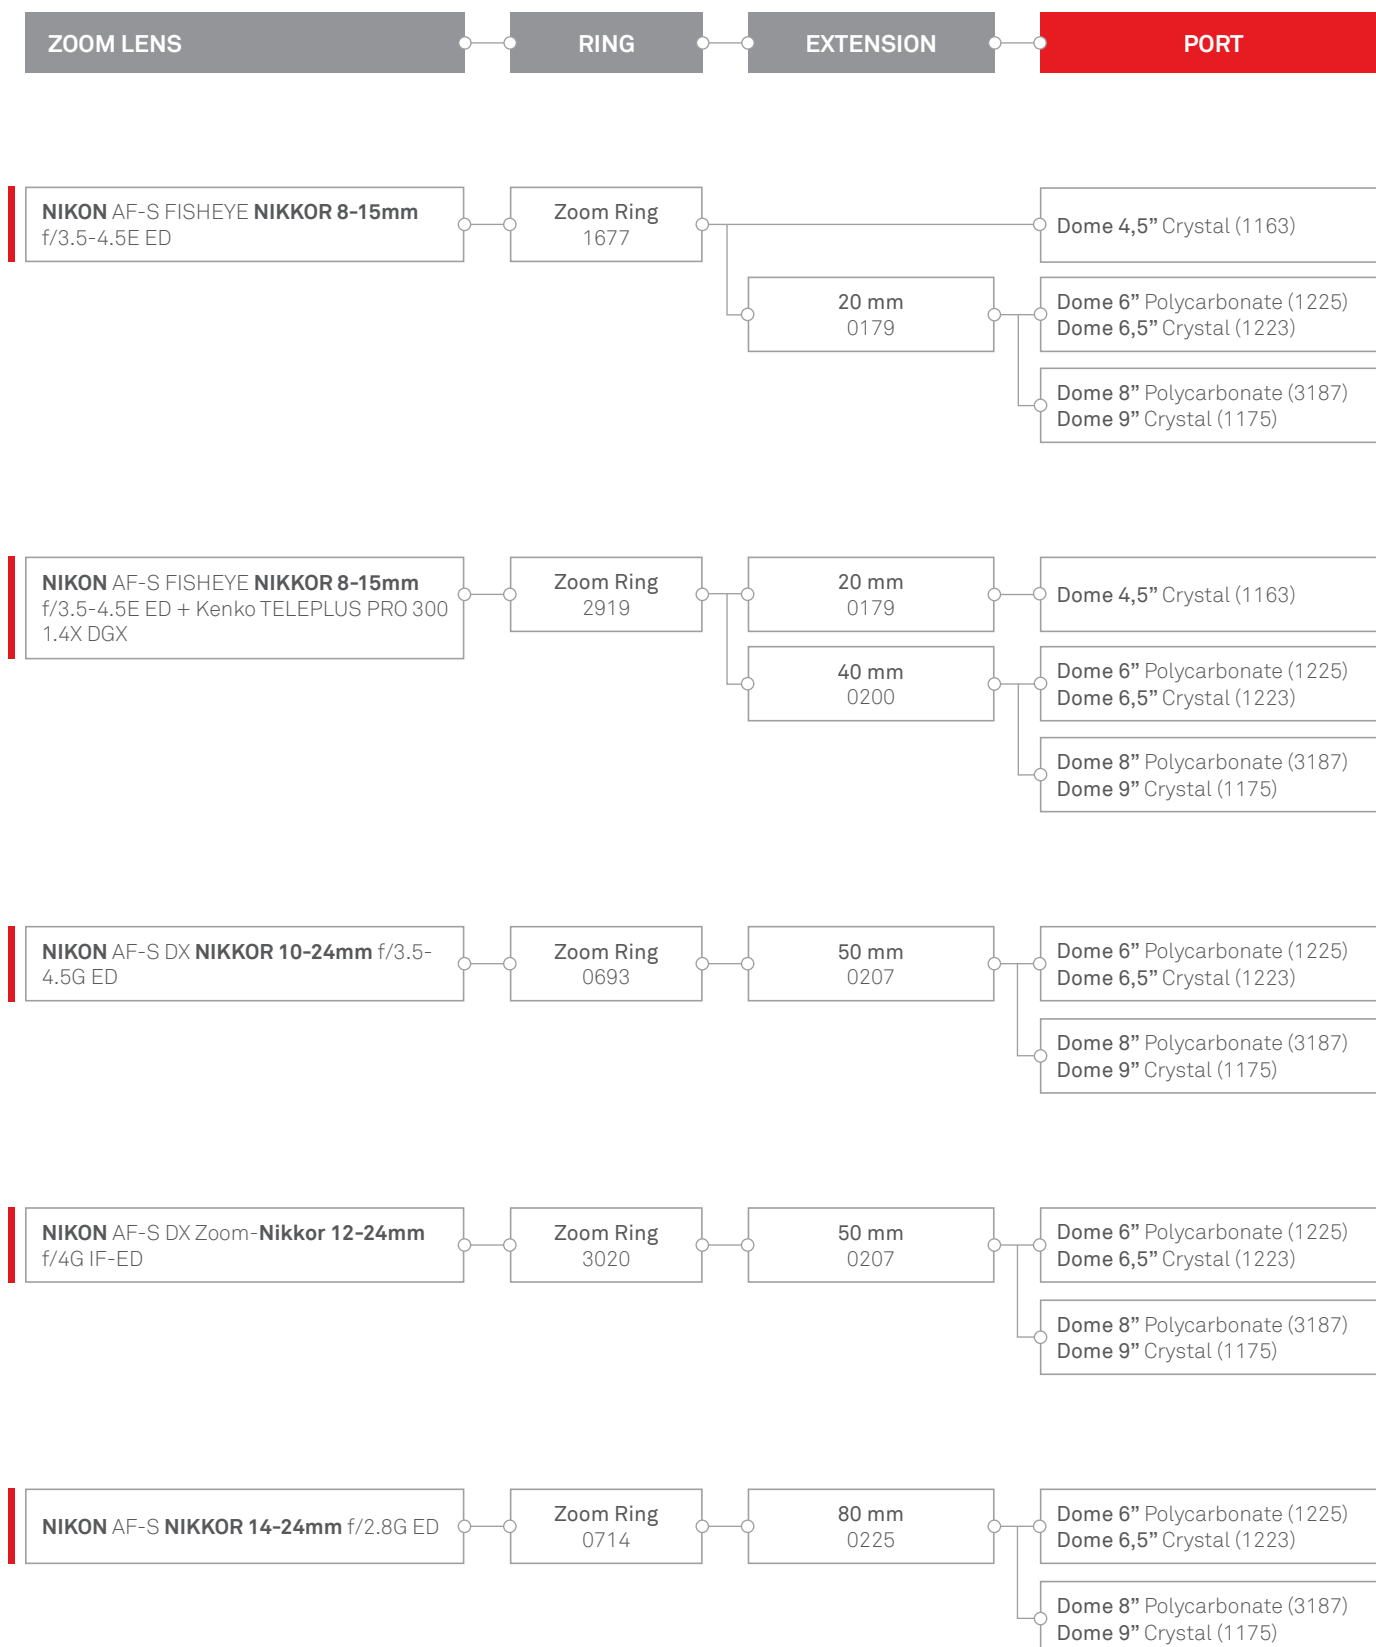 ZOOM LENS RING EXTENSION PORT
NIKON AF-S FISHEYE NIKKOR 8-15mm
f/3.5-4.5E ED
Zoom Ring
1677
Dome 4,5” Crystal (1163)
20 mm
0179
Dome 6” Polycarbonate (1225)
Dome 6,5” Crystal (1223)
Dome 8” Polycarbonate (3187)
Dome 9” Crystal (1175)
NIKON AF-S FISHEYE NIKKOR 8-15mm
f/3.5-4.5E ED + Kenko TELEPLUS PRO 300
1.4X DGX
Zoom Ring
2919
20 mm
0179
Dome 4,5” Crystal (1163)
40 mm
0200
Dome 6” Polycarbonate (1225)
Dome 6,5” Crystal (1223)
Dome 8” Polycarbonate (3187)
Dome 9” Crystal (1175)
NIKON AF-S DX NIKKOR 10-24mm f/3.5-
4.5G ED
Zoom Ring
0693
50 mm
0207
Dome 6” Polycarbonate (1225)
Dome 6,5” Crystal (1223)
Dome 8” Polycarbonate (3187)
Dome 9” Crystal (1175)
NIKON AF-S DX Zoom-Nikkor 12-24mm
f/4G IF-ED
Zoom Ring
3020
50 mm
0207
Dome 6” Polycarbonate (1225)
Dome 6,5” Crystal (1223)
Dome 8” Polycarbonate (3187)
Dome 9” Crystal (1175)
NIKON AF-S NIKKOR 14-24mm f/2.8G ED
Zoom Ring
0714
80 mm
0225
Dome 6” Polycarbonate (1225)
Dome 6,5” Crystal (1223)
Dome 8” Polycarbonate (3187)
Dome 9” Crystal (1175)